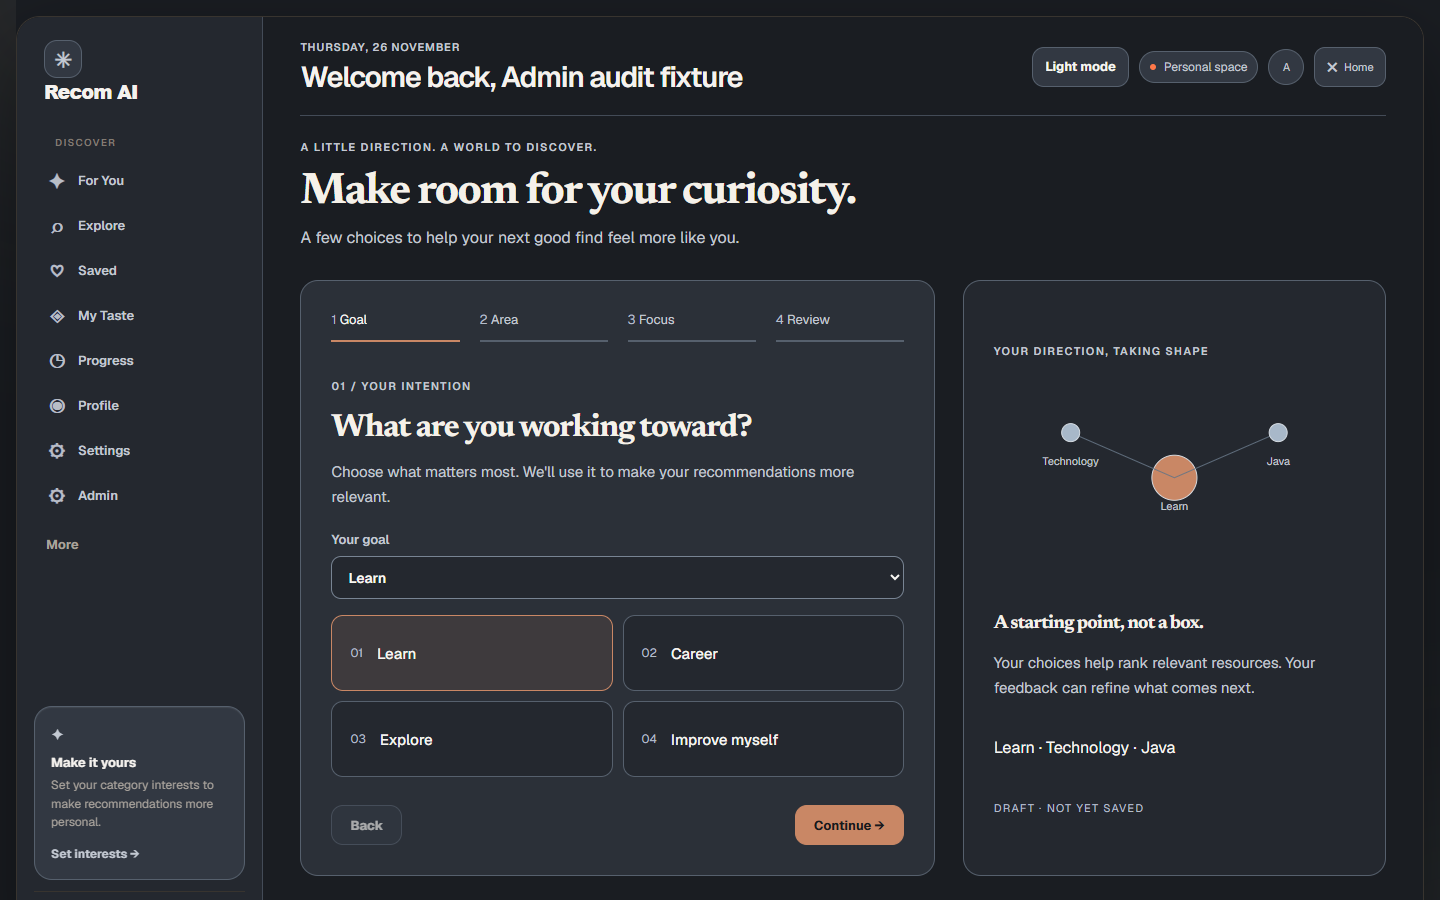 Recom AI
DISCOVER
For You
Explore
Saved
My Taste
Progress
Profile
Settings
Admin
More
Make it yours
Set your category interests to
make recommendations more
personal.
Set interests →
THURSDAY, 26 NOVEMBER
Welcome back, Admin audit fixture
Light mode
Personal space
A
Home
A LITTLE DIRECTION. A WORLD TO DISCOVER.
Make room for your curiosity.
A few choices to help your next good find feel more like you.
1 Goal
2 Area
3 Focus
4 Review
01 / YOUR INTENTION
What are you working toward?
Choose what matters most. We'll use it to make your recommendations more
relevant.
Your goal
Learn
01 Learn
02 Career
03 Explore
04 Improve myself
Back
Continue →
YOUR DIRECTION, TAKING SHAPE
Technology
Java
Learn
A starting point, not a box.
Your choices help rank relevant resources. Your
feedback can refine what comes next.
Learn · Technology · Java
DRAFT · NOT YET SAVED